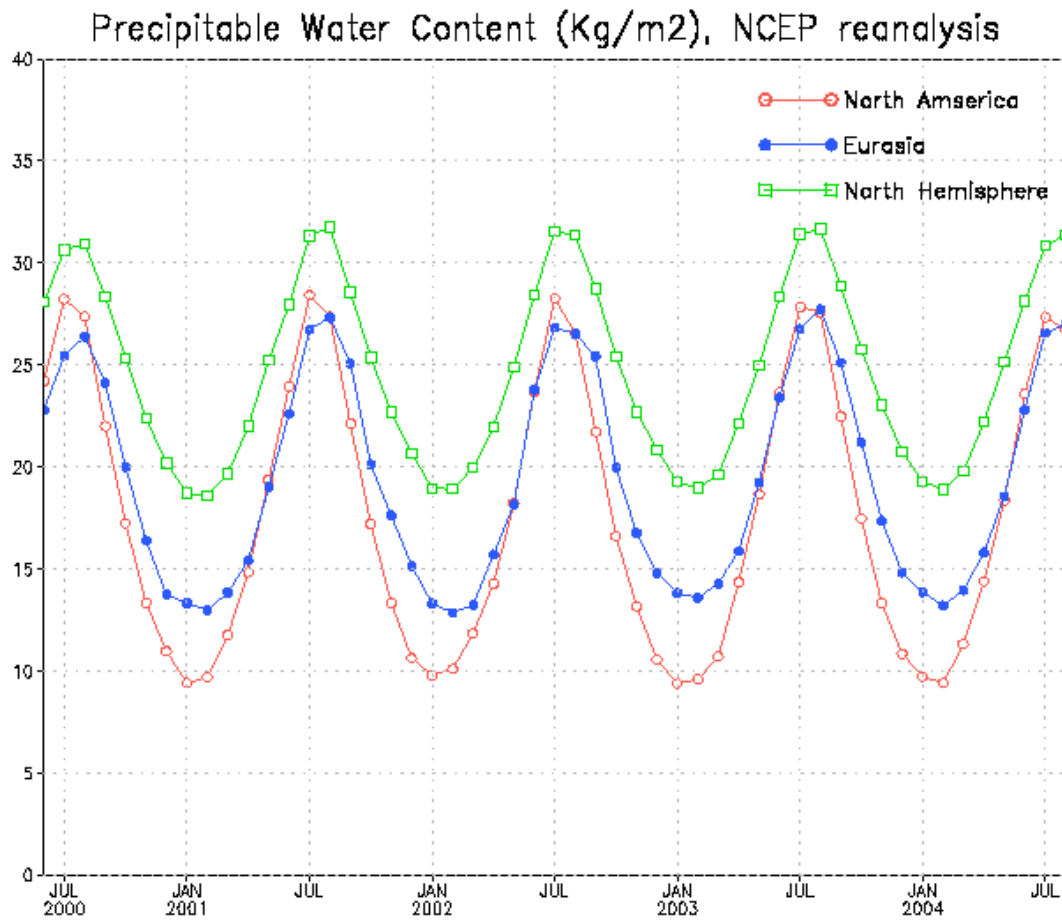 Precipitable Water Content (Kg/m2), NCEP reanalysis
40
North Amserica
Eurasia
35
North Hemisphere
30
25
20
15
10
5
0
JUL JAN JUL JAN JUL JAN JUL JAN JUL
2000 2001 2002 2003 2004